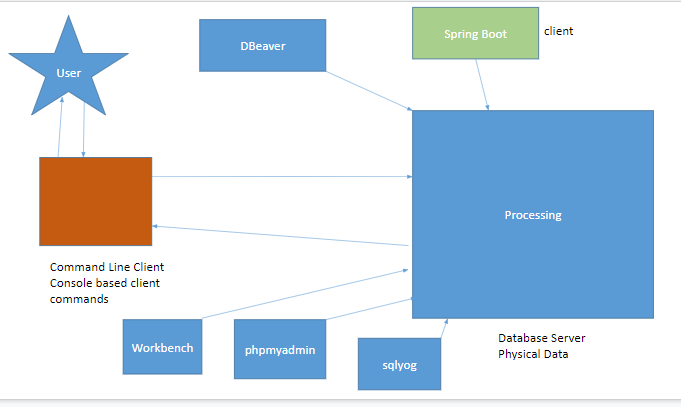 Spring Boot
client
DBeaver
User
Processing
Command Line Client
Console based client
commands
Database Server
Physical Data
Workbench
phpmyadmin
sqlyog